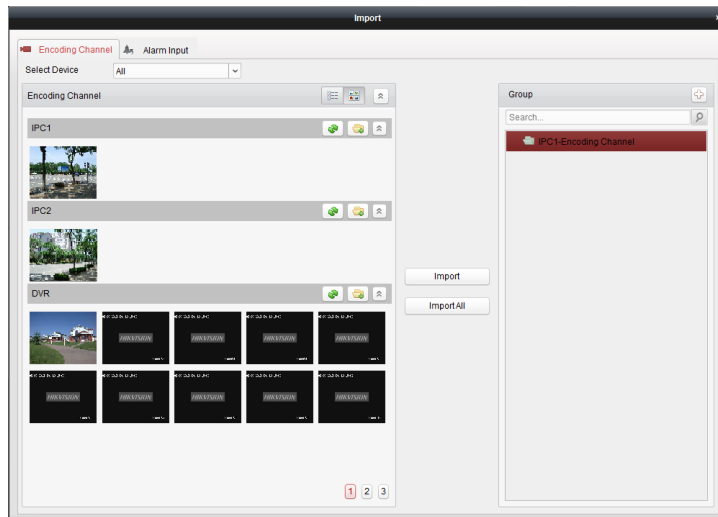 Import
Encoding Channel
Alarm Input
Select Device
All
Encoding Channel
Group
Search...
IPC1
IPC1-Encoding Channel
IPC2
Import
DVR
Import All
HIKVISION
HIKVISION
HIKVISION
HIKVISION
HIKVISION
HIKVISION
HIKVISION
HIKVISION
HIKVISION
1 2 3